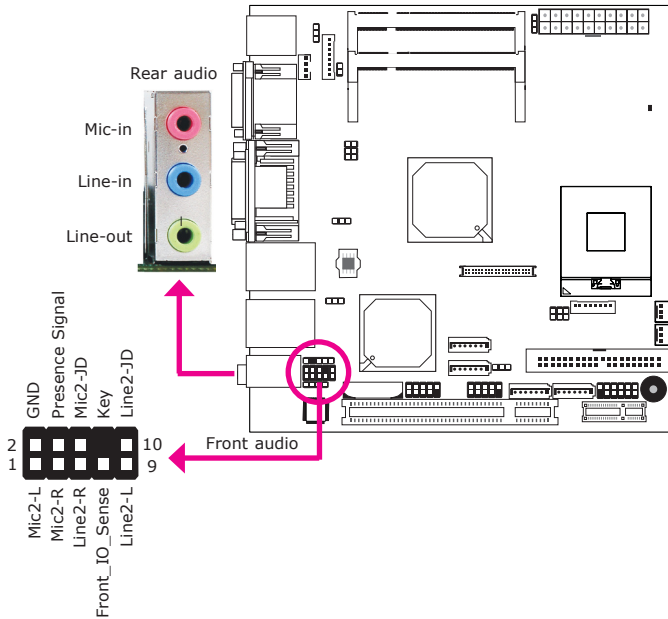 Rear audio
Mic-in
Line-in
Line-out
GND
Presence Signal
Mic2-JD
Key
Line2-JD
2
10
1
9
Front audio
Mic2-L
Mic2-R
Line2-R
Front_IO_Sense
Line2-L